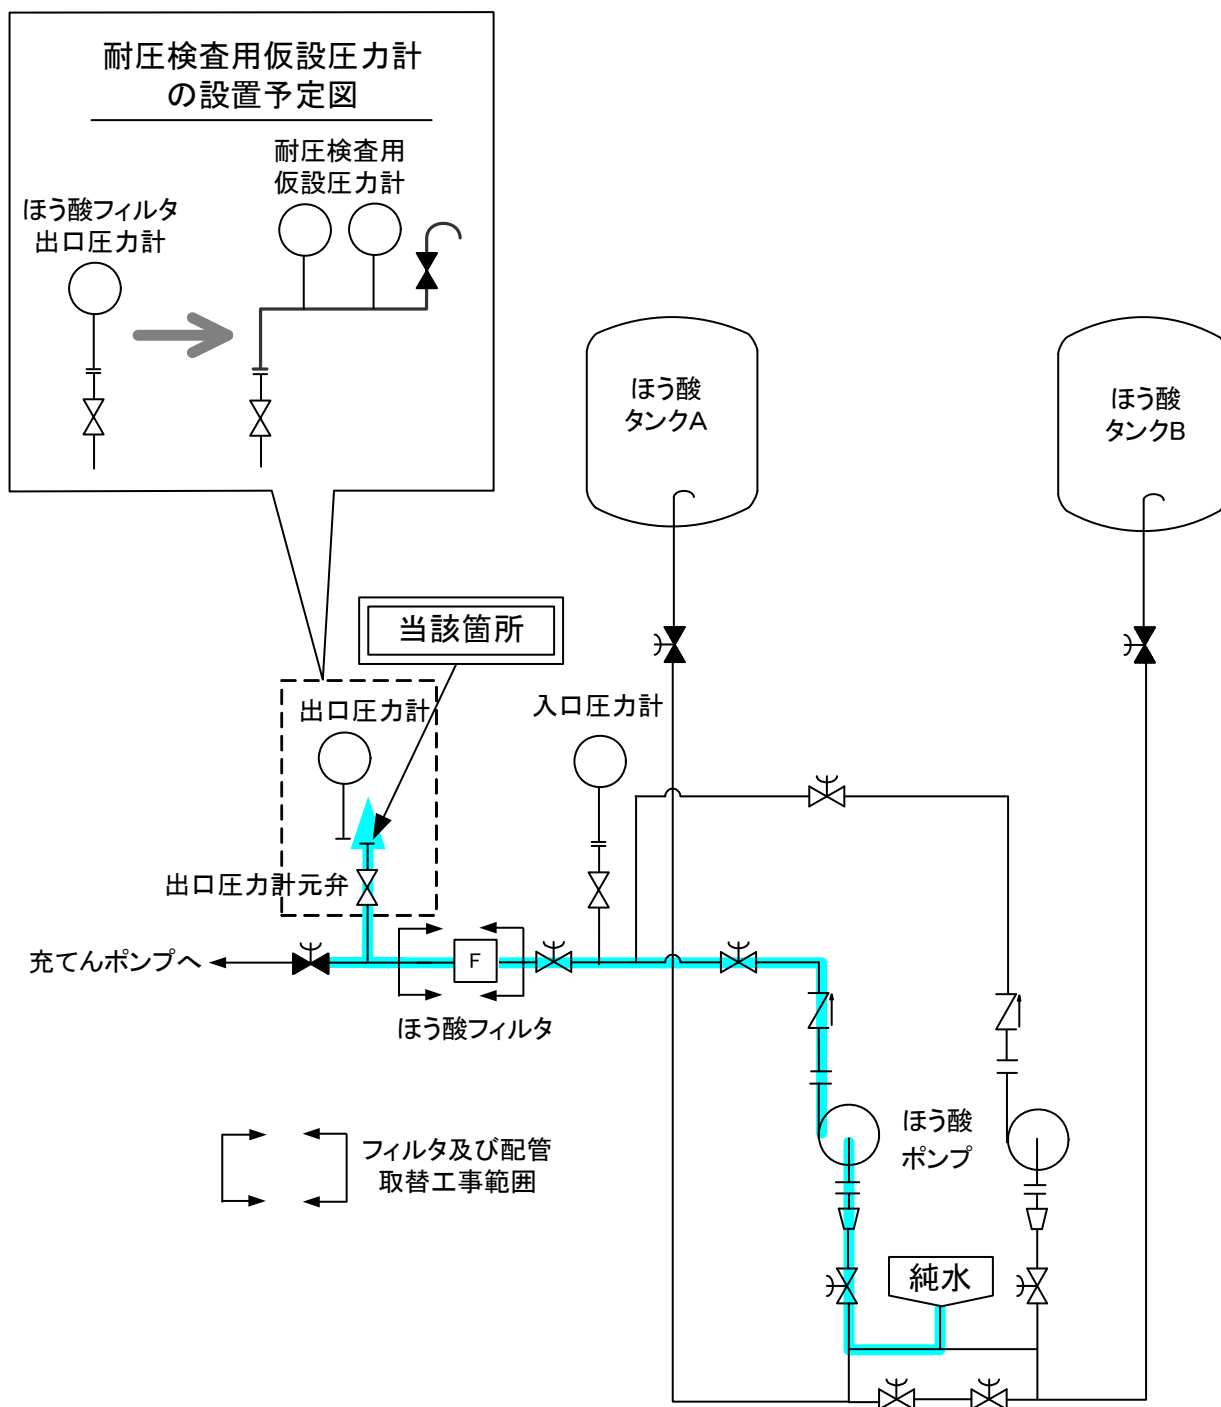 耐圧検査用仮設圧力計
の設置予定図
耐圧検査用
仮設圧力計
ほう酸フィルタ
出口圧力計
ほう酸
タンクA
ほう酸
タンクB
当該箇所
出口圧力計
入口圧力計
出口圧力計元弁
充てんポンプへ
F
ほう酸フィルタ
ほう酸
ポンプ
フィルタ及び配管
取替工事範囲
純水